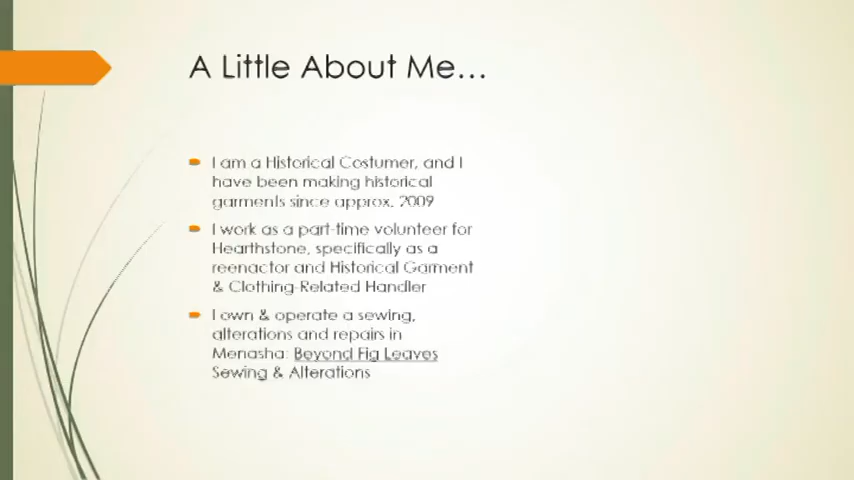 A Little About Me...
I am a Historical Costumer, and I
have been making historical
garments since approx. 2009
I work as a part-time volunteer for
Hearthstone, specifically as a
reenactor and Historical Garment
& Clothing-Related Handler
I own & operate a sewing,
alterations and repairs in
Menasha: Beyond Fig Leaves
Sewing & Alterations